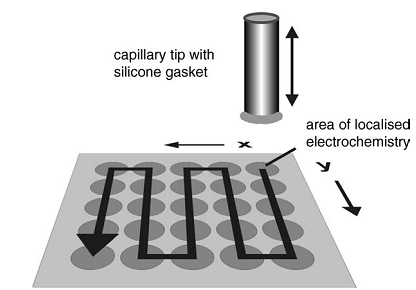 capillary tip with
silicone gasket
area of localised
electrochemistry
x
y